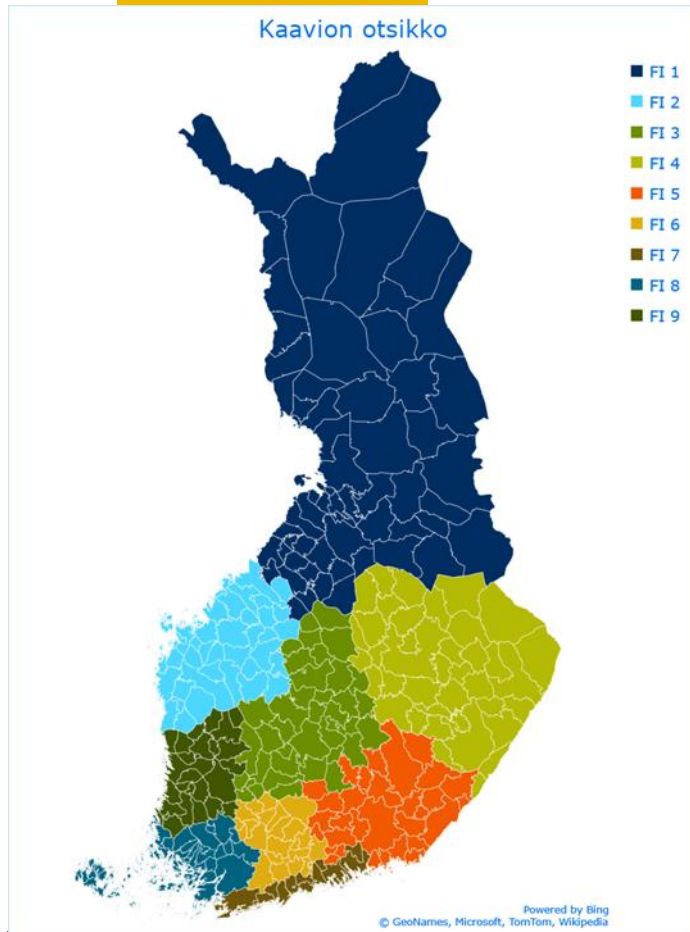 Kaavion otsikko
FI 1
FI 2
FI 3
FI 4
FI 5
FI 6
FI 7
FI 8
FI 9
Powered by Bing
© GeoNames, Microsoft, TomTom, Wikipedia